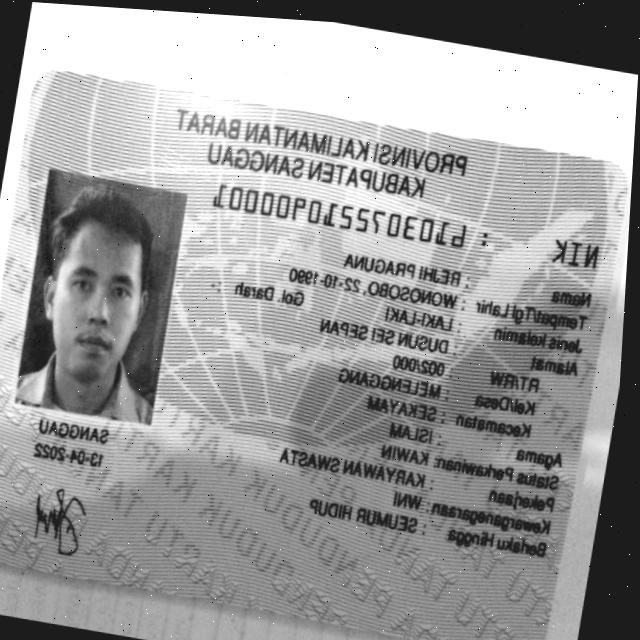 PROVINSI KALIMANTAN BARAT
KABUPATEN SANGGAU
NIK : 6103072210900001
Nama : REJHI PRAGUNA
Tempat/Tgl Lahir : WONOSOBO, 22-10-1990
Jenis kelamin : LAKI-LAKI Gol. Darah : -
Alamat : DUSUN SEI SEPAN
RT/RW : 002/000
Kel/Desa : MELENGGANG
Kecamatan : SEKAYAM
Agama : ISLAM
Status Perkawinan: KAWIN
Pekerjaan : KARYAWAN SWASTA
Kewarganegaraan: WNI
Berlaku Hingga : SEUMUR HIDUP
SANGGAU
13-04-2022